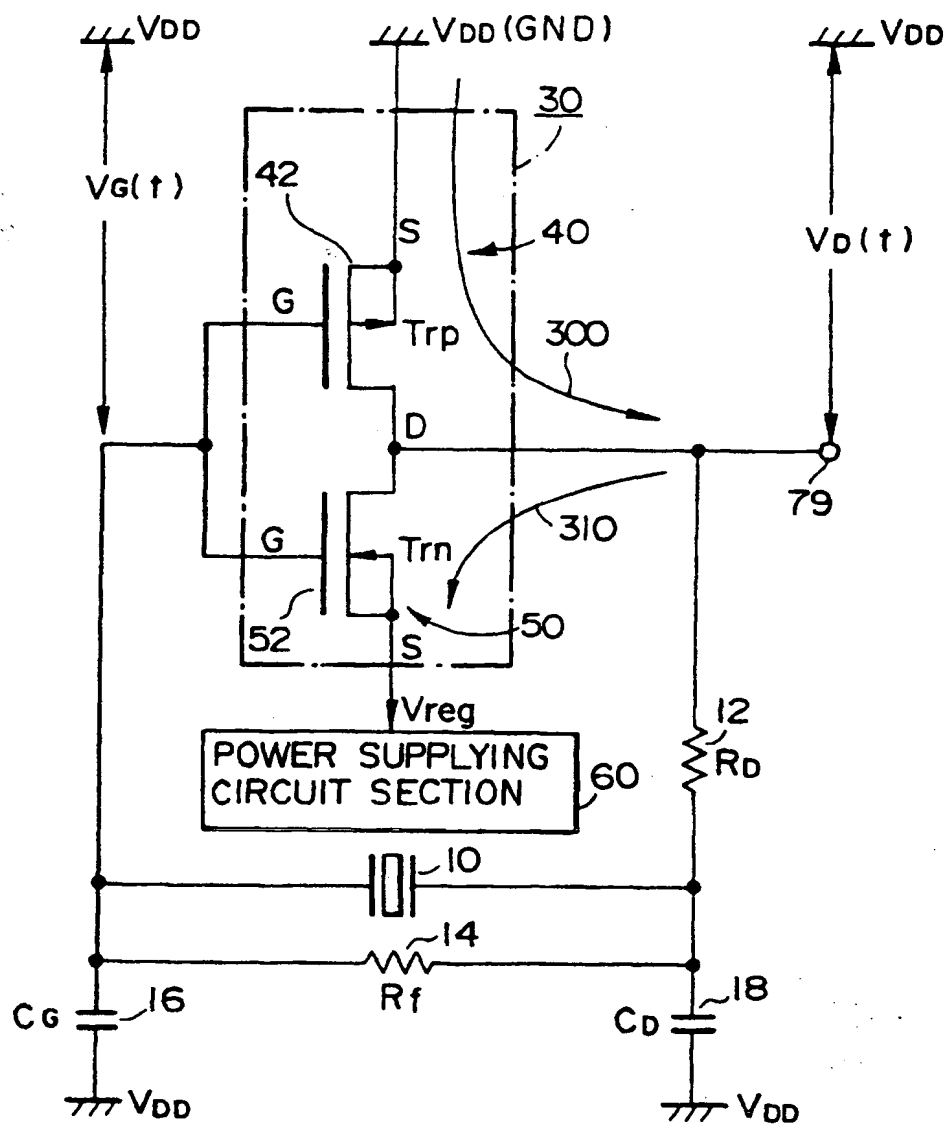 VDD
VDD (GND)
VDD
30
42
VG(t)
S
40
VD(t)
G
Trp
300
D
79
G
Trn
310
52
50
S
Vreg
12
RD
POWER SUPPLYING
CIRCUIT SECTION
60
10
14
Rf
CG
16
CD
18
VDD
VDD